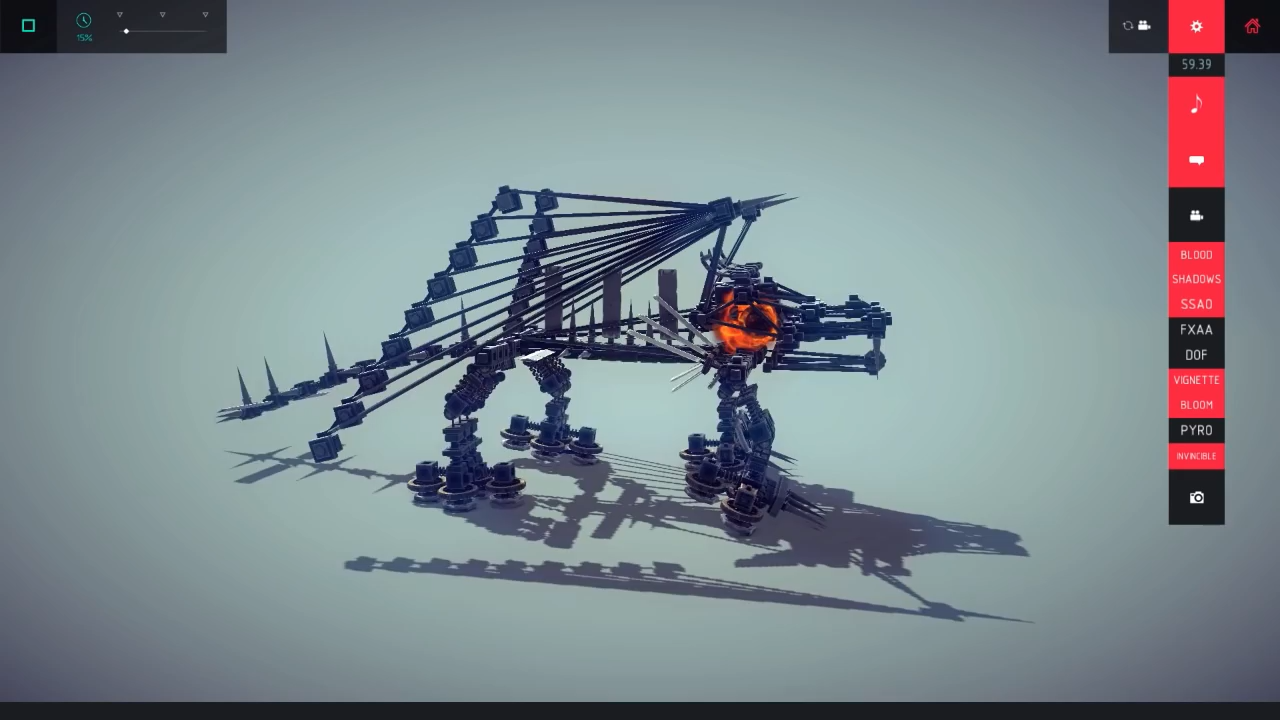 15%
59.39
BLOOD
SHADOWS
SSAO
FXAA
DOF
VIGNETTE
BLOOM
PYRO
INVINCIBLE